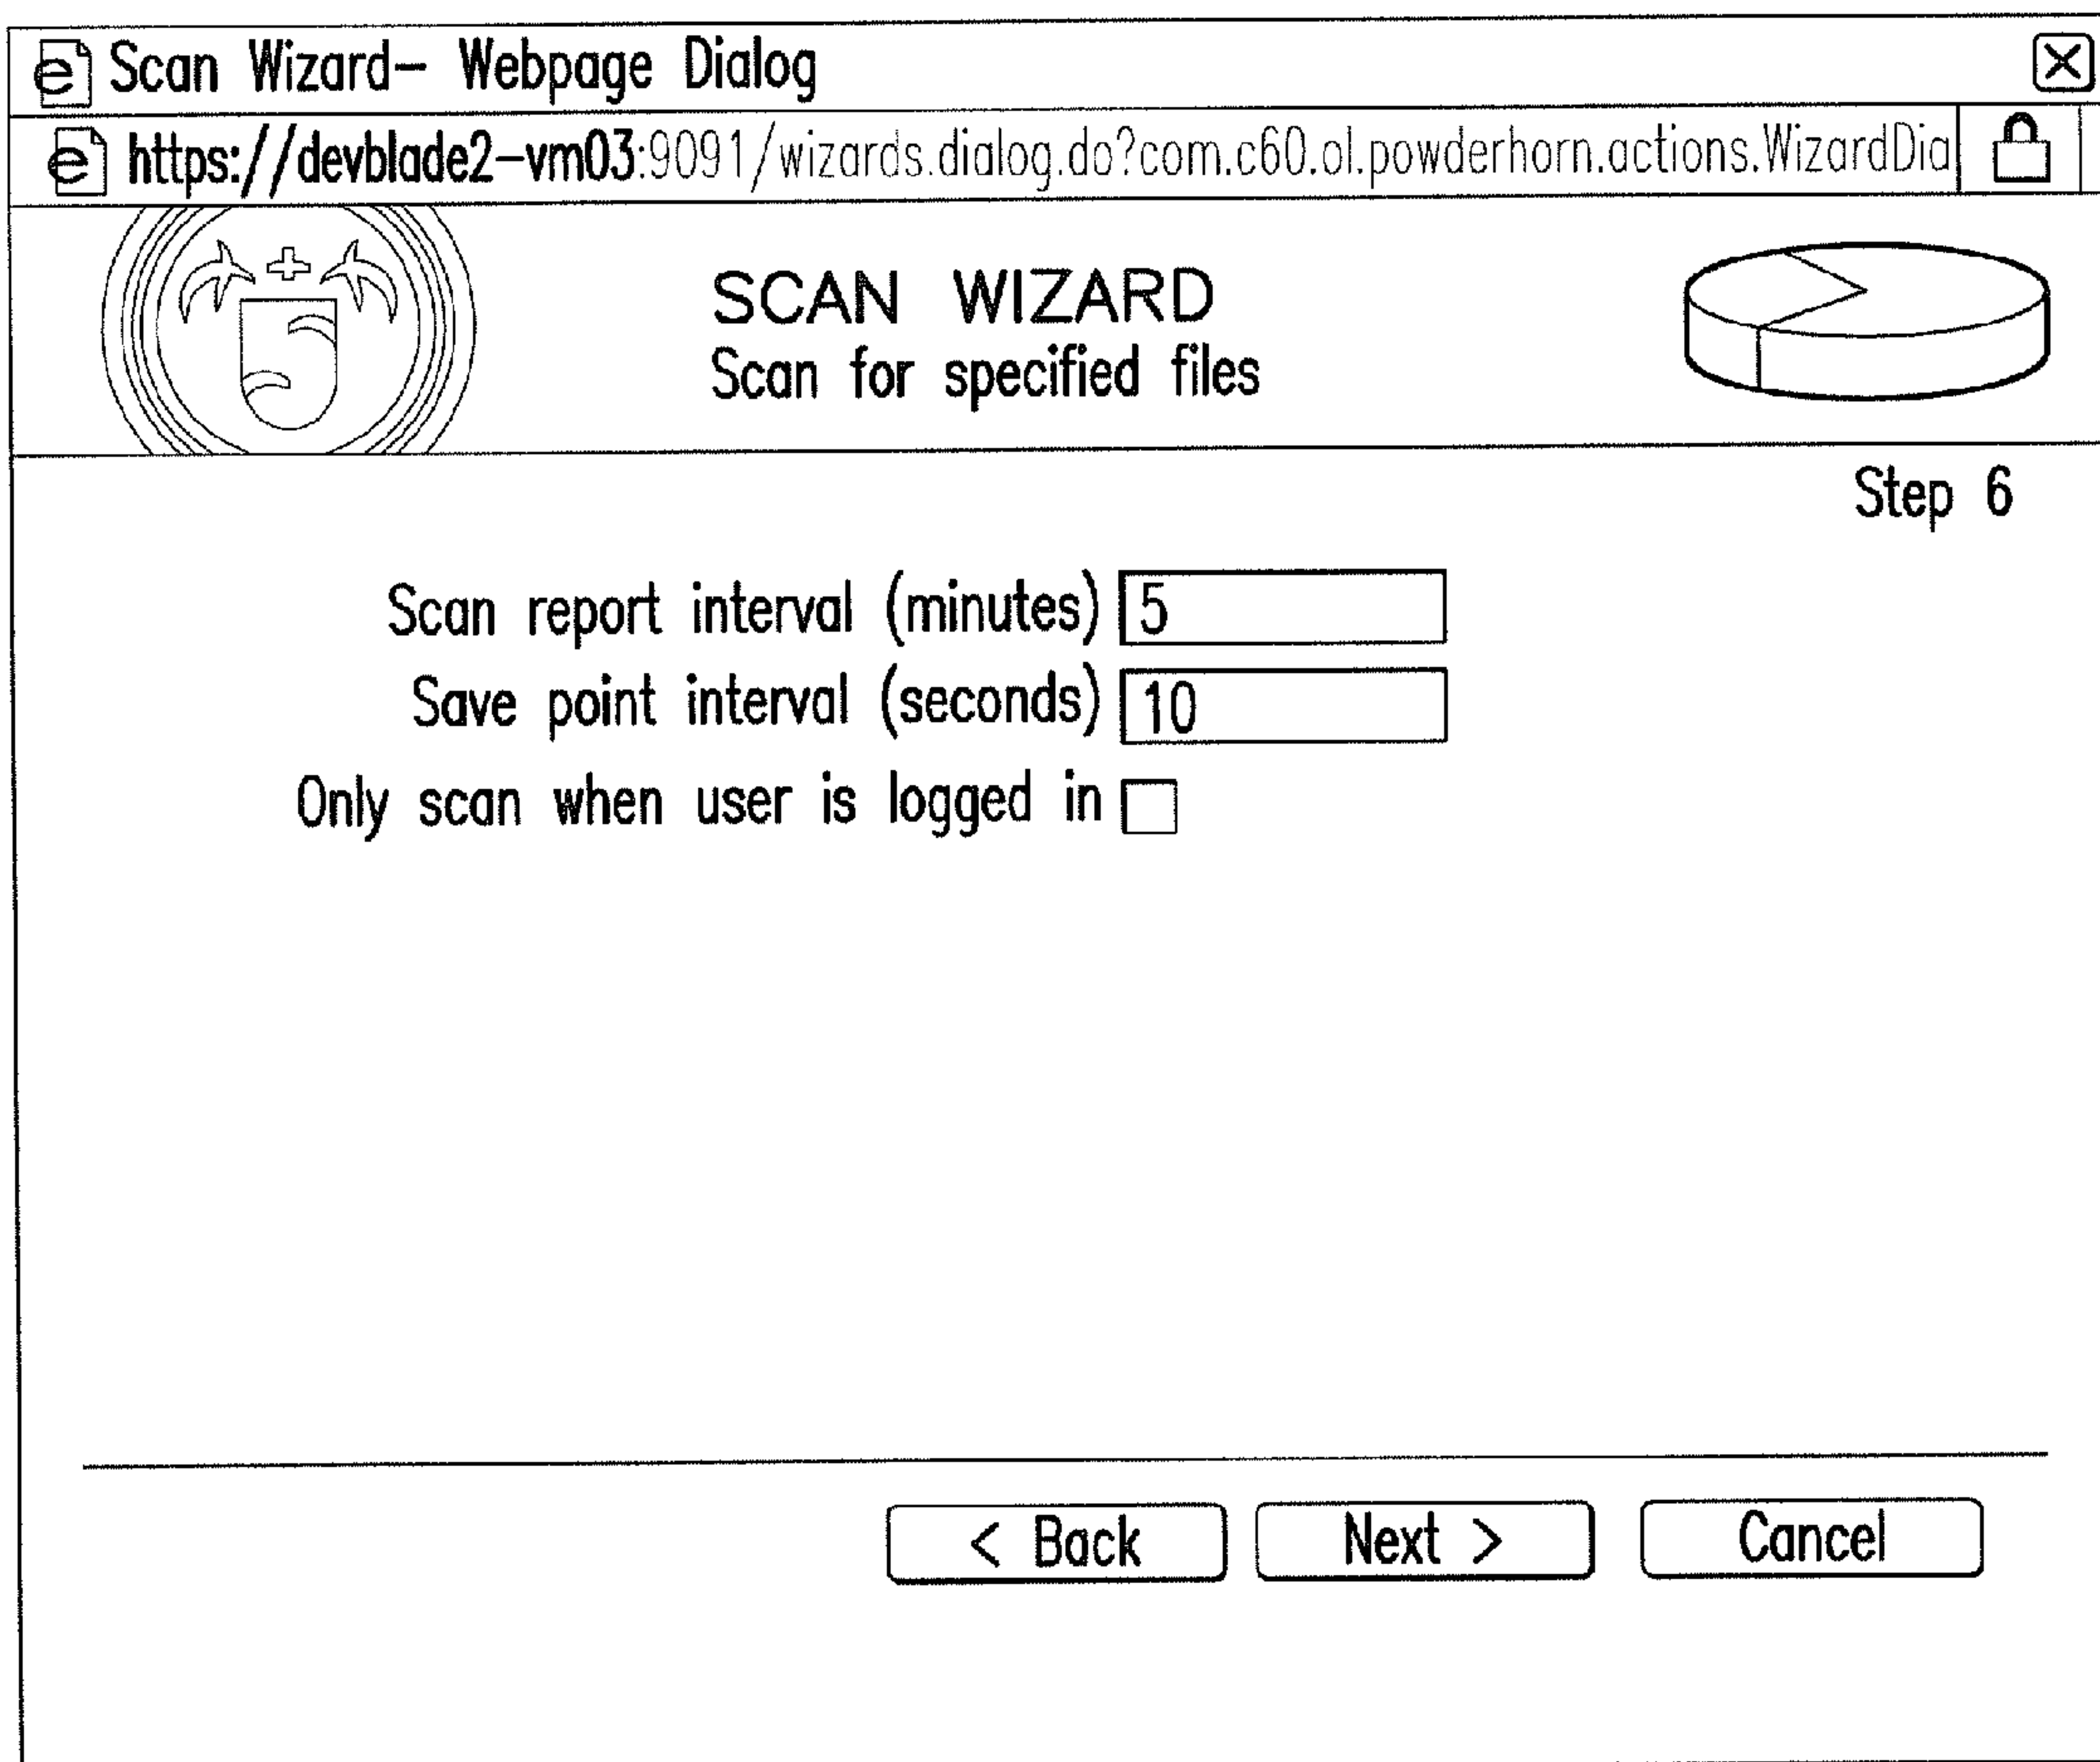 Scan Wizard– Webpage Dialog
https://devblade2-vm03:9091/wizards.dialog.do?com.c60.ol.powderhorn.actions.WizardDia
SCAN WIZARD
Scan for specified files
Step 6
Scan report interval (minutes) 5
Save point interval (seconds) 10
Only scan when user is logged in
< Back Next > Cancel